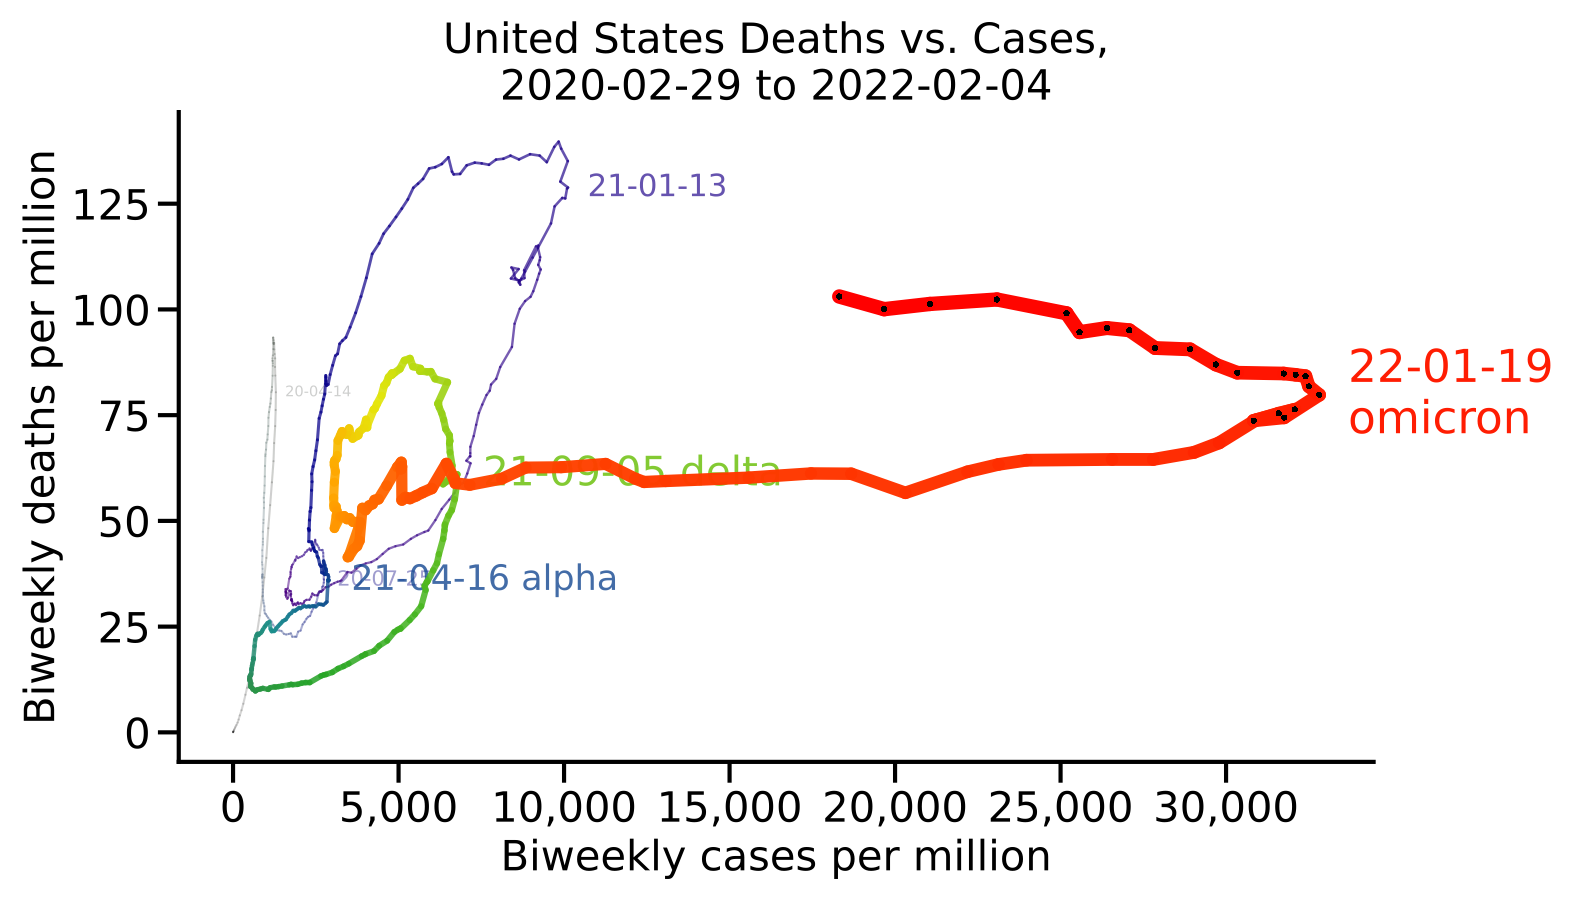 United States Deaths vs. Cases,
2020-02-29 to 2022-02-04
Biweekly deaths per million
125
100
75
50
25
0
21-01-13
20-04-14
22-01-19
omicron
21-09-05 delta
20-07-25
21-04-16 alpha
0
5,000
10,000
15,000
20,000
25,000
30,000
Biweekly cases per million